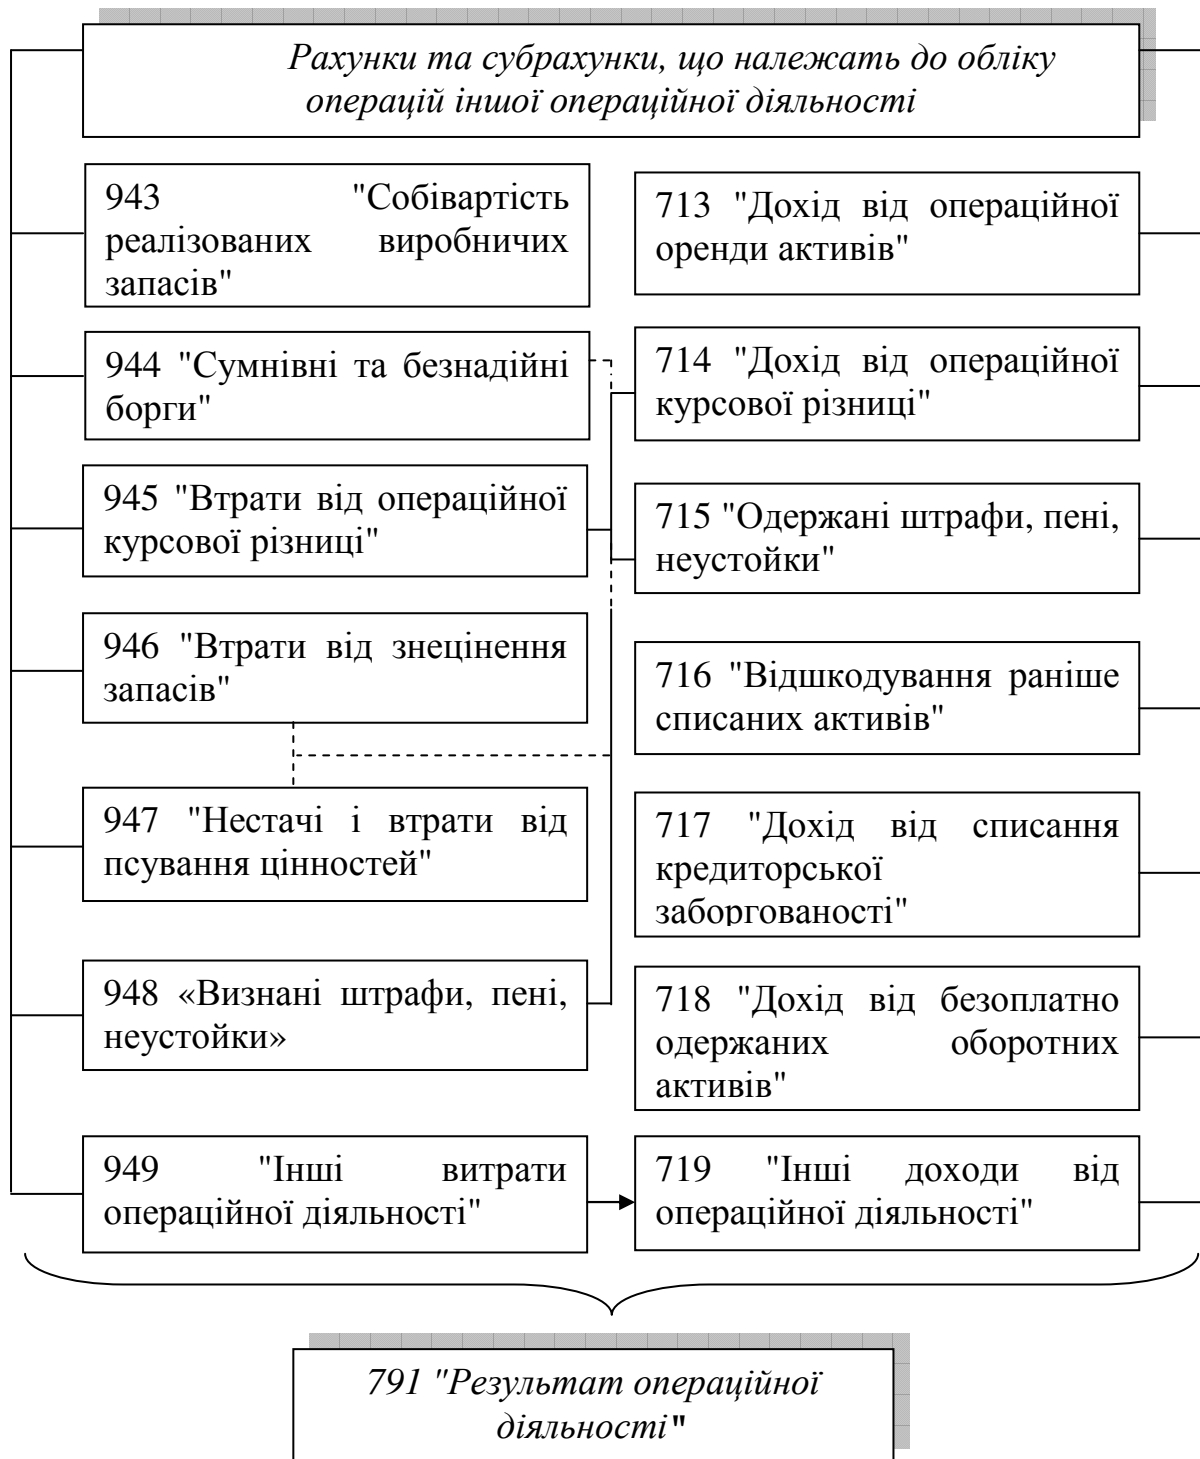 Рахунки та субрахунки, що належать до обліку
операцій іншої операційної діяльності
943 "Собівартість
реалізованих виробничих
запасів"
944 "Сумнівні та безнадійні
борги"
945 "Втрати від операційної
курсової різниці"
946 "Втрати від знецінення
запасів"
947 "Нестачі і втрати від
псування цінностей"
948 «Визнані штрафи, пені,
неустойки»
949 "Інші витрати
операційної діяльності"
713 "Дохід від операційної
оренди активів"
714 "Дохід від операційної
курсової різниці"
715 "Одержані штрафи, пені,
неустойки"
716 "Відшкодування раніше
списаних активів"
717 "Дохід від списання
кредиторської
заборгованості"
718 "Дохід від безоплатно
одержаних оборотних
активів"
719 "Інші доходи від
операційної діяльності"
791 "Результат операційної
діяльності"